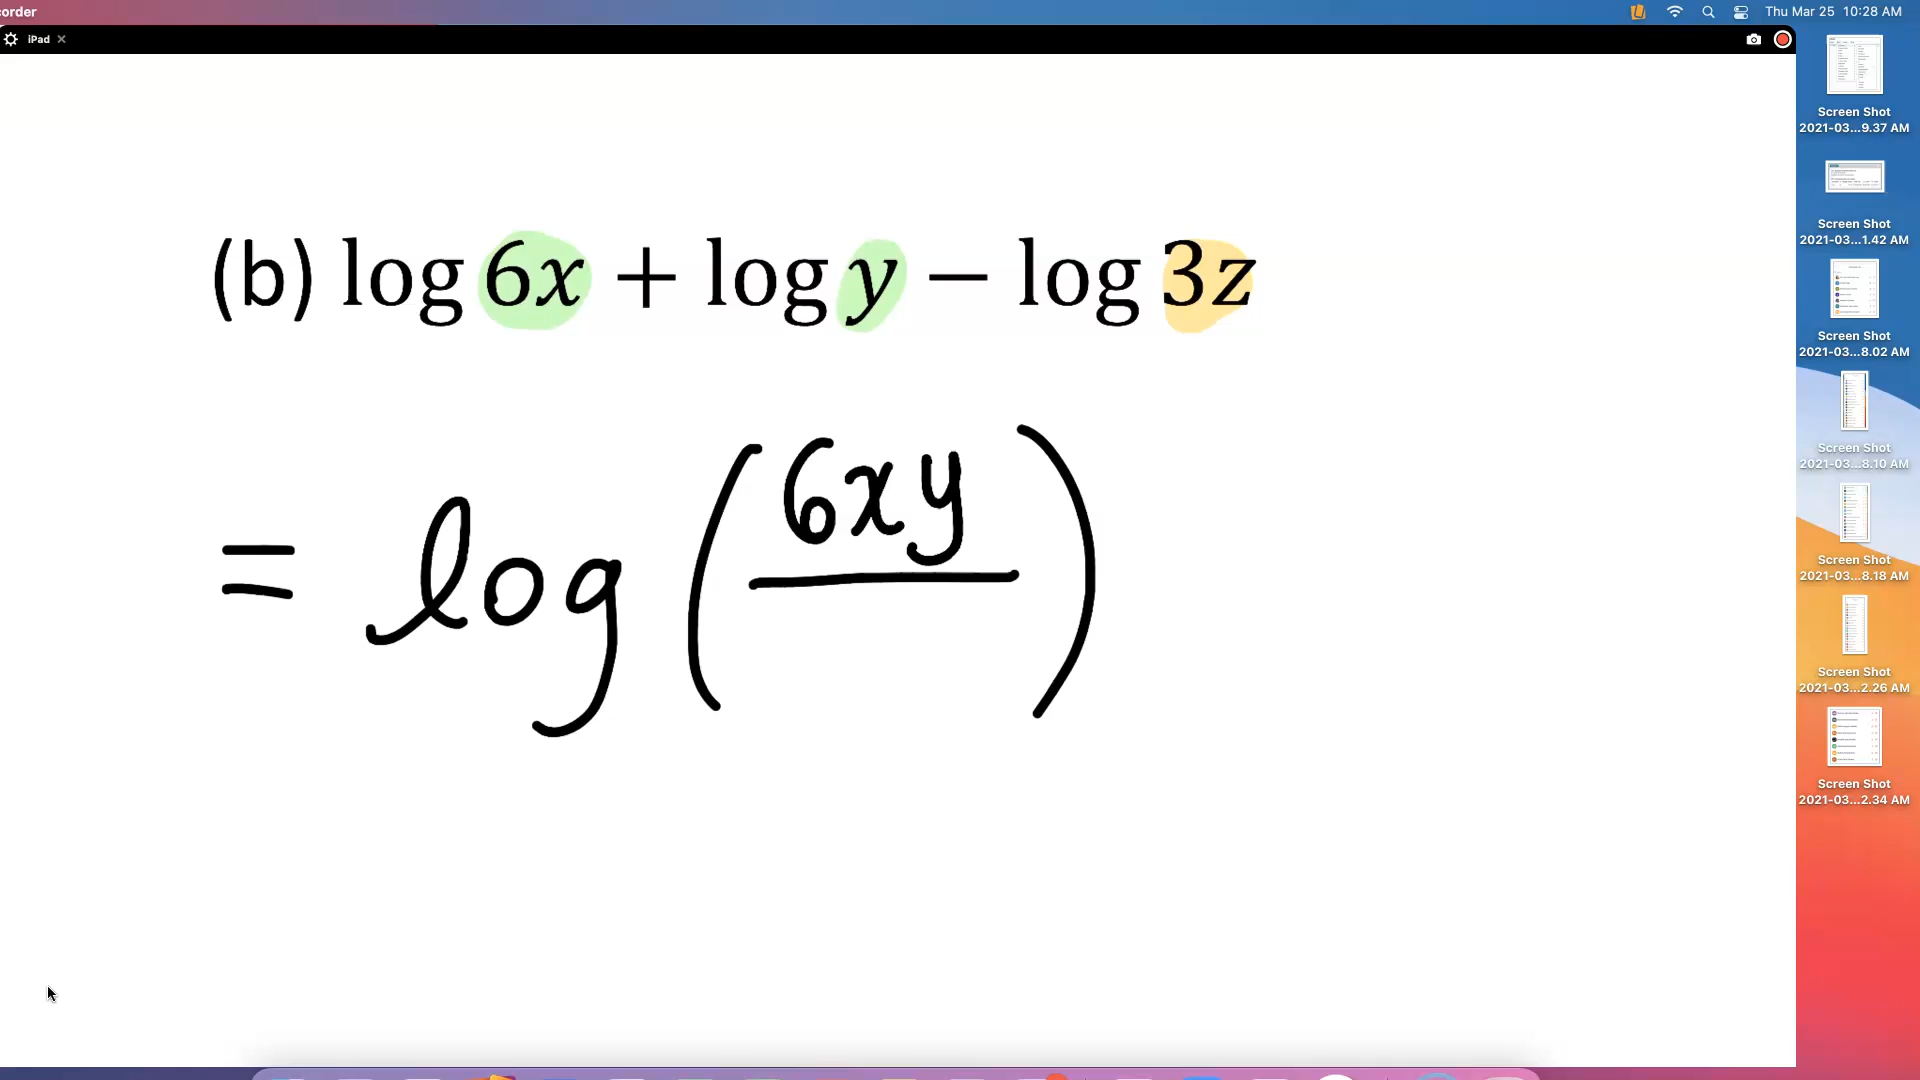 corder
Thu Mar 25 10:28 AM
iPad
Screen Shot
2021-03...9.37 AM
Screen Shot
2021-03...1.42 AM
Screen Shot
2021-03...8.02 AM
Screen Shot
2021-03...8.10 AM
Screen Shot
2021-03...8.18 AM
Screen Shot
2021-03...2.26 AM
Screen Shot
2021-03...2.34 AM
(b) log 6x + log y − log 3z
= log (6xy / )